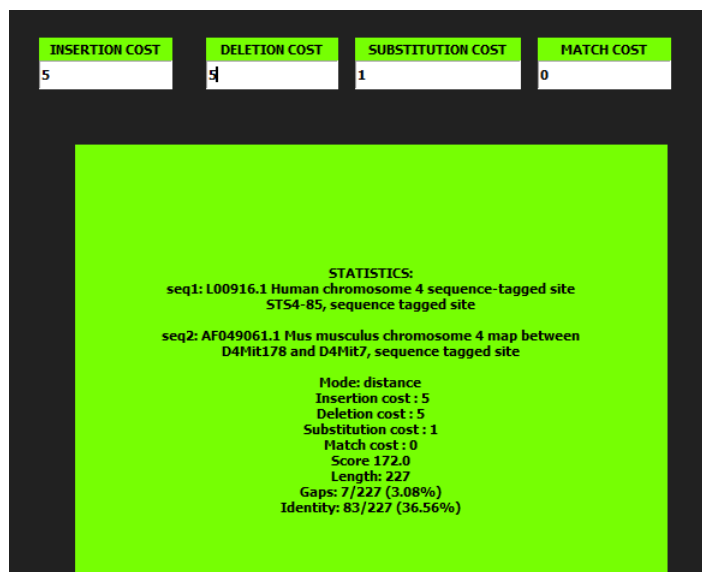 INSERTION COST DELETION COST SUBSTITUTION COST MATCH COST
5 5 1 0
STATISTICS:
seq1: L00916.1 Human chromosome 4 sequence-tagged site
STS4-85, sequence tagged site
seq2: AF049061.1 Mus musculus chromosome 4 map between
D4Mit178 and D4Mit7, sequence tagged site
Mode: distance
Insertion cost : 5
Deletion cost : 5
Substitution cost : 1
Match cost : 0
Score 172.0
Length: 227
Gaps: 7/227 (3.08%)
Identity: 83/227 (36.56%)